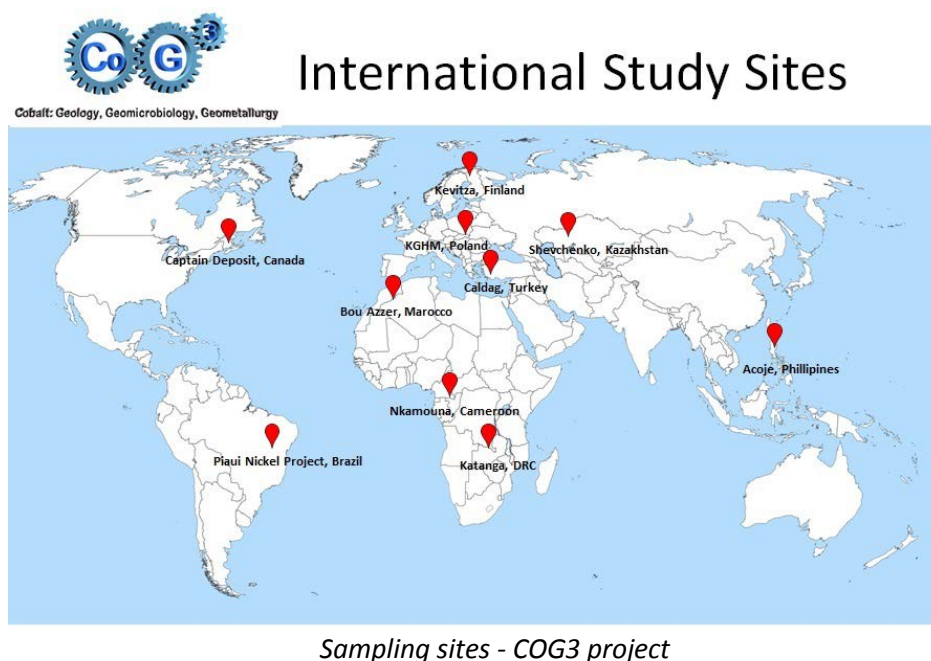 Co G 3
International Study Sites
Cobalt: Geology, Geomicrobiology, Geometallurgy
Kevitza, Finland
KGHM, Poland
Shevchenko, Kazakhstan
Captain Deposit, Canada
Caldag, Turkey
Bou Azzer, Marocco
Acoje, Phillipines
Nkamouna, Cameroon
Piaui Nickel Project, Brazil
Katanga, DRC
Sampling sites - COG3 project